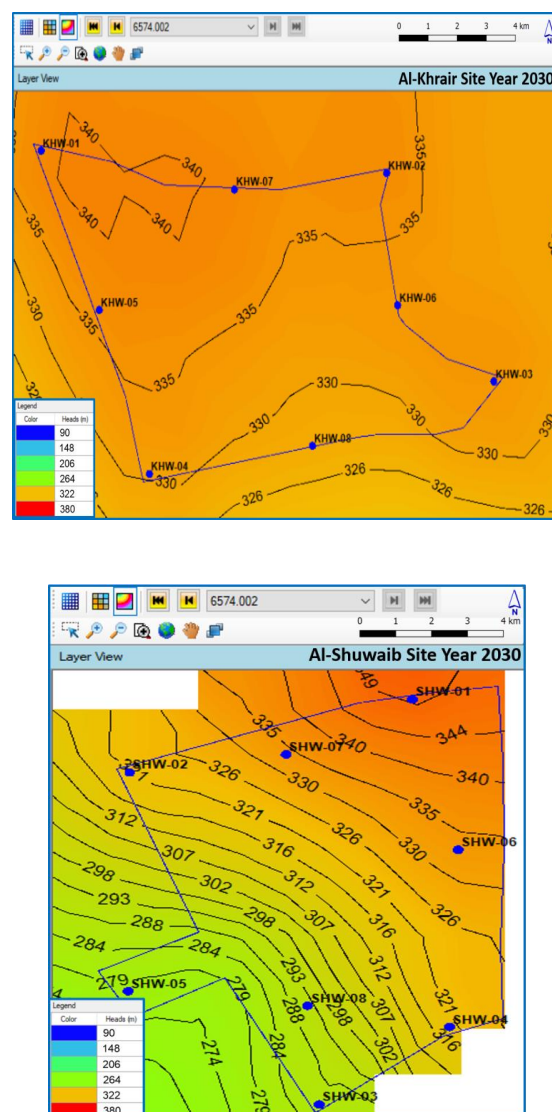 6574.002
0 1 2 3 4 km
N
Layer View
Al-Khrair Site Year 2030
340
KHW-01
340
335
KHW-02
KHW-07
340
340
335
335
335
KHW-05
KHW-06
330
335
335
335
KHW-03
330
330
330
330
KHW-08
330
KHW-04
330
326
326
326
Legend
Color Heads (m)
90
148
206
264
322
380
6574.002
N
0 1 2 3 4 km
Layer View
Al-Shuwaib Site Year 2030
SHW-01
335
340
344
SHW-07
SHW-02
326
330
340
321
335
312
326
330
SHW-06
307
316
298
302
312
321
293
298
307
316
326
288
284
284
293
312
279
SHW-05
279
288
SHW-08
298
307
321
SHW-04
316
302
284
274
279
SHW-03
Legend
Color Heads (m)
90
148
206
264
322
380